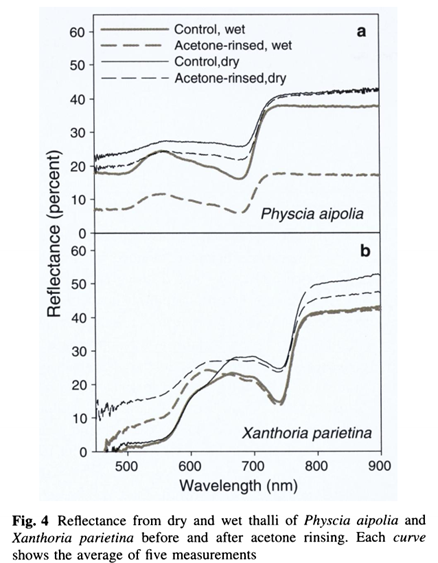 60
50
40
30
20
10
0
Control, wet
Acetone-rinsed, wet
Control,dry
Acetone-rinsed,dry
a
Physcia aipolia
Reflectance (percent)
60
50
40
30
20
10
0
b
Xanthoria parietina
500 600 700 800 900
Wavelength (nm)
Fig. 4 Reflectance from dry and wet thalli of Physcia aipolia and
Xanthoria parietina before and after acetone rinsing. Each curve
shows the average of five measurements